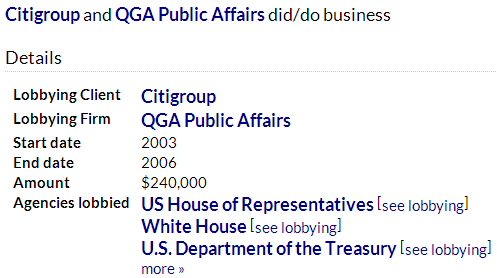 Citigroup and QGA Public Affairs did/do business
Details
Lobbying Client Citigroup
Lobbying Firm QGA Public Affairs
Start date 2003
End date 2006
Amount $240,000
Agencies lobbied US House of Representatives [see lobbying]
White House [see lobbying]
U.S. Department of the Treasury [see lobbying]
more »